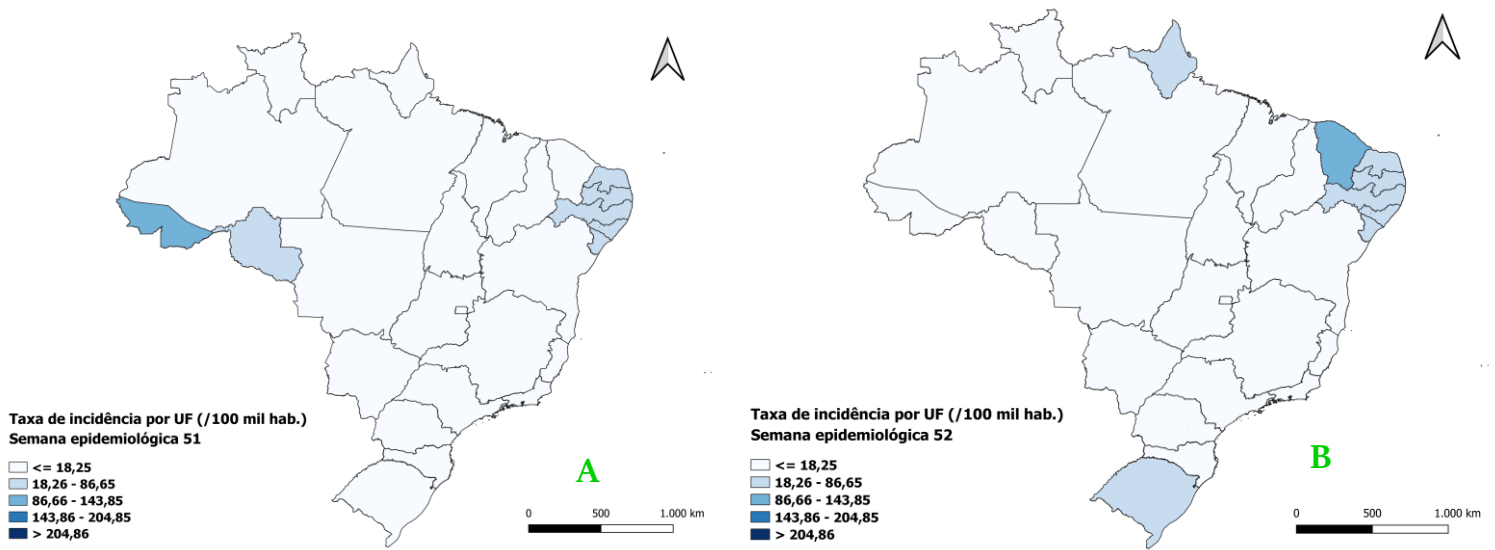 Taxa de incidência por UF (/100 mil hab.)
Semana epidemiológica 51
<= 18,25
18,26 - 86,65
86,66 - 143,85
143,86 - 204,85
> 204,86
A
0 500 1.000 km
Taxa de incidência por UF (/100 mil hab.)
Semana epidemiológica 52
<= 18,25
18,26 - 86,65
86,66 - 143,85
143,86 - 204,85
> 204,86
B
0 500 1.000 km